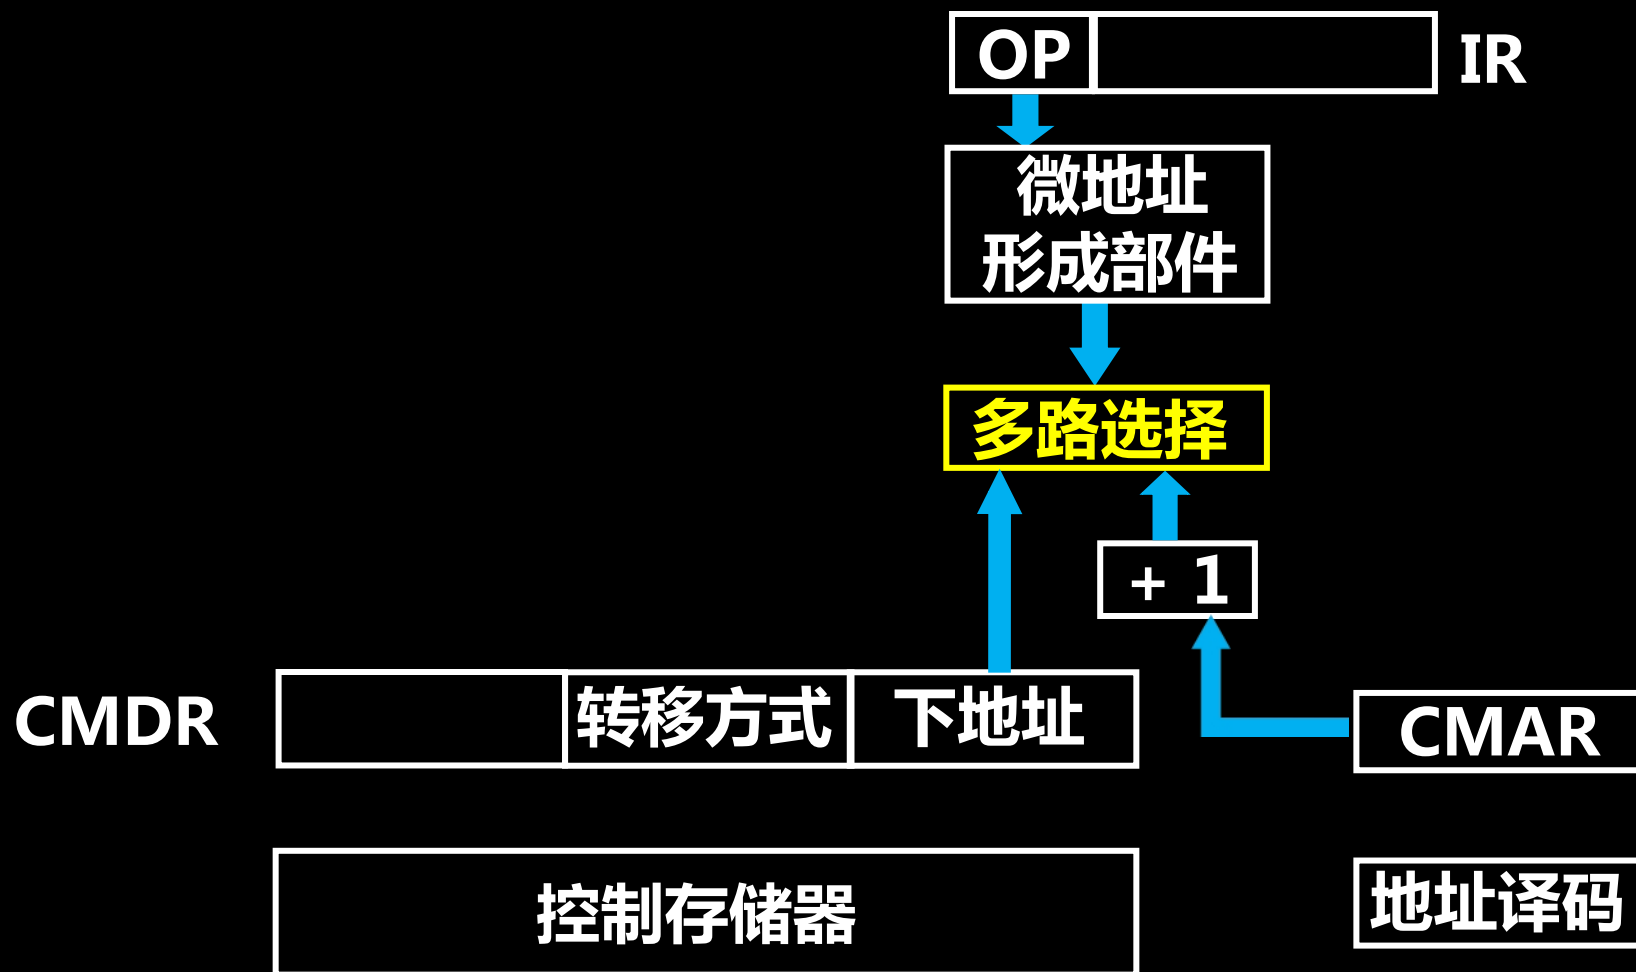 OP
IR
微地址
形成部件
多路选择
+ 1
CMDR
转移方式
下地址
CMAR
控制存储器
地址译码